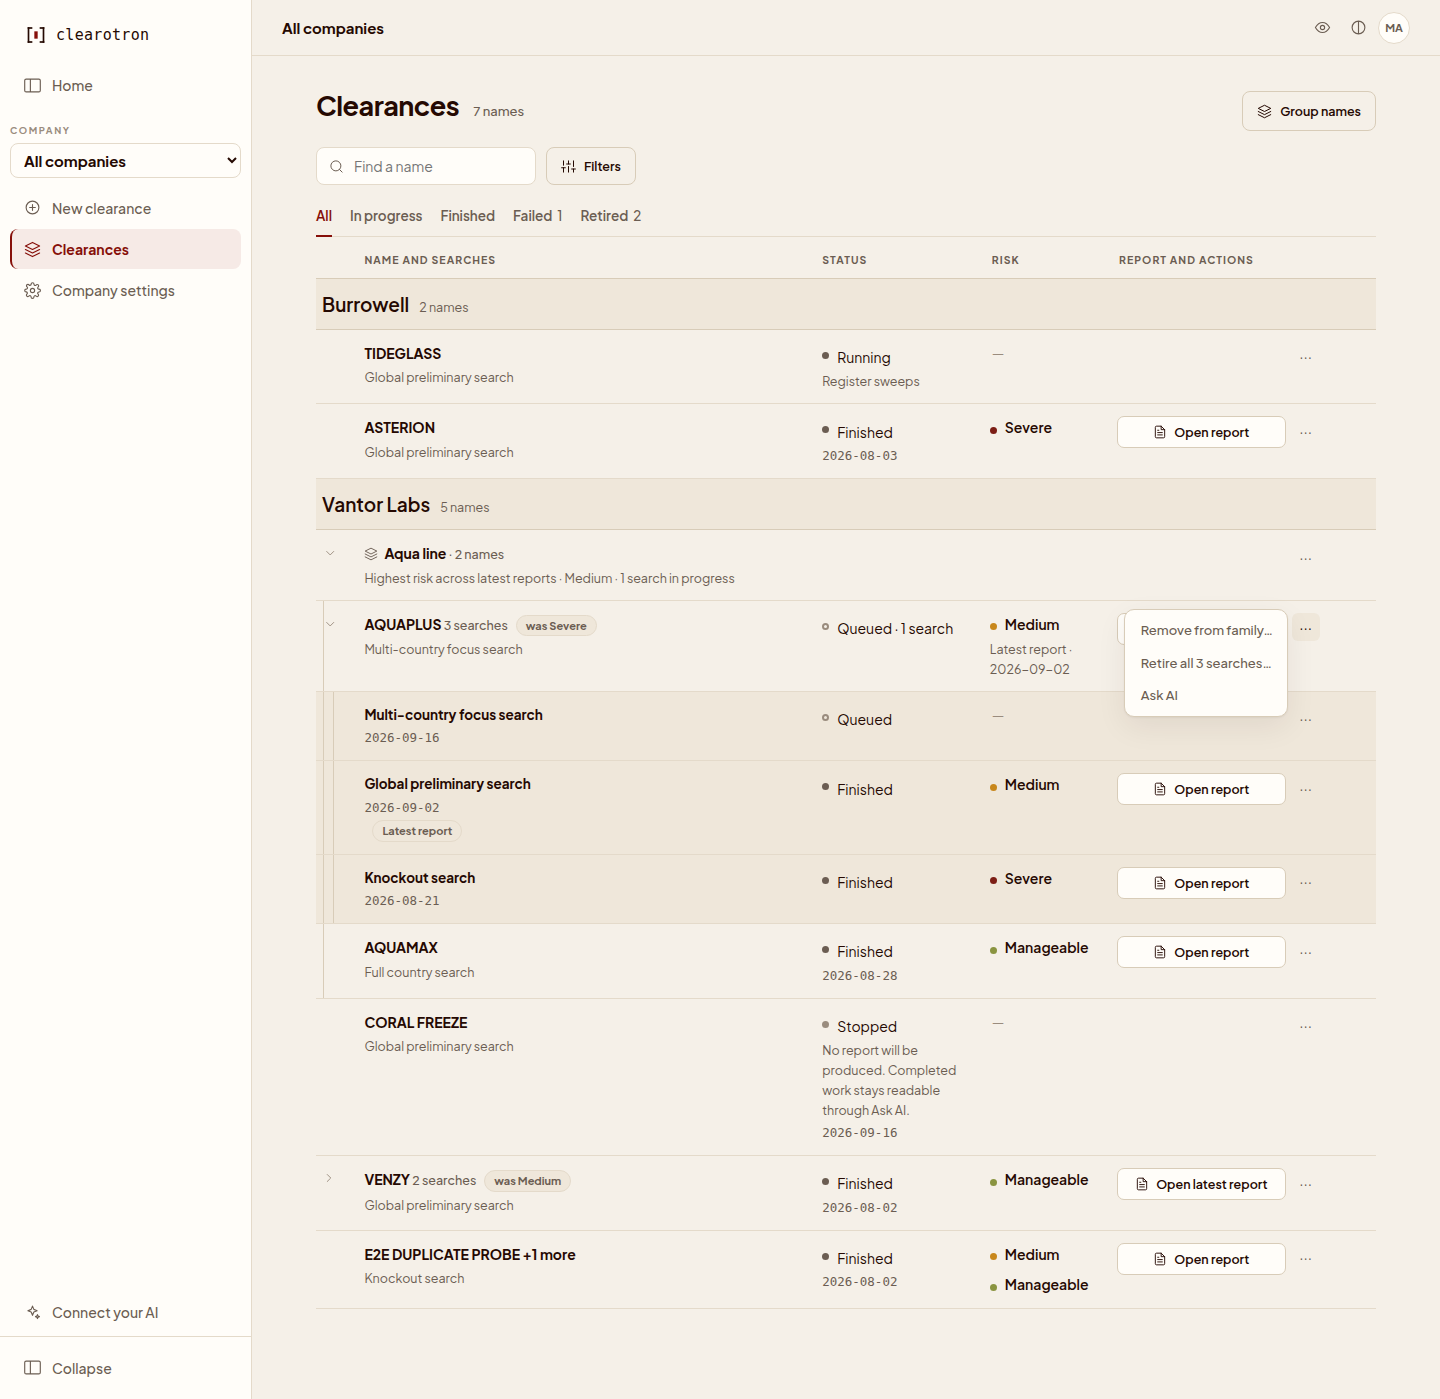 clearotron
Home
COMPANY
All companies
New clearance
Clearances
Company settings
Connect your AI
Collapse
All companies
MA
Clearances 7 names
Group names
Find a name
Filters
All In progress Finished Failed 1 Retired 2
NAME AND SEARCHES STATUS RISK REPORT AND ACTIONS
Burrowell 2 names
TIDEGLASS Running —
Global preliminary search Register sweeps
ASTERION Finished Severe Open report
Global preliminary search 2026-08-03
Vantor Labs 5 names
Aqua line · 2 names
Highest risk across latest reports · Medium · 1 search in progress
AQUAPLUS 3 searches was Severe Queued · 1 search Medium
Multi-country focus search Latest report ·
2026-09-02
Remove from family…
Retire all 3 searches…
Ask AI
Multi-country focus search Queued —
2026-09-16
Global preliminary search Finished Medium Open report
2026-09-02
Latest report
Knockout search Finished Severe Open report
2026-08-21
AQUAMAX Finished Manageable Open report
Full country search 2026-08-28
CORAL FREEZE Stopped —
Global preliminary search No report will be
produced. Completed
work stays readable
through Ask AI.
2026-09-16
VENZY 2 searches was Medium Finished Manageable Open latest report
Global preliminary search 2026-08-02
E2E DUPLICATE PROBE +1 more Finished Medium Open report
Knockout search 2026-08-02 Manageable